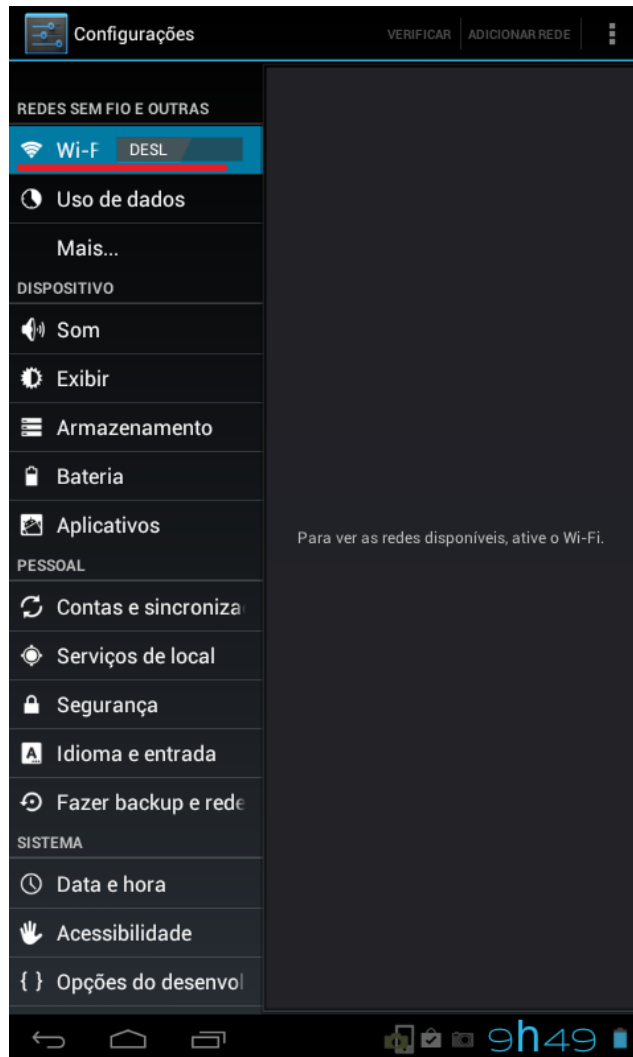 Configurações
VERIFICAR
ADICIONAR REDE
REDES SEM FIO E OUTRAS
Wi-F DESL
Uso de dados
Mais...
DISPOSITIVO
Som
Exibir
Armazenamento
Bateria
Aplicativos
Para ver as redes disponíveis, ative o Wi-Fi.
PESSOAL
Contas e sincroniza
Serviços de local
Segurança
A
Idioma e entrada
Fazer backup e rede
SISTEMA
Data e hora
Acessibilidade
{ } Opções do desenvol
9h49